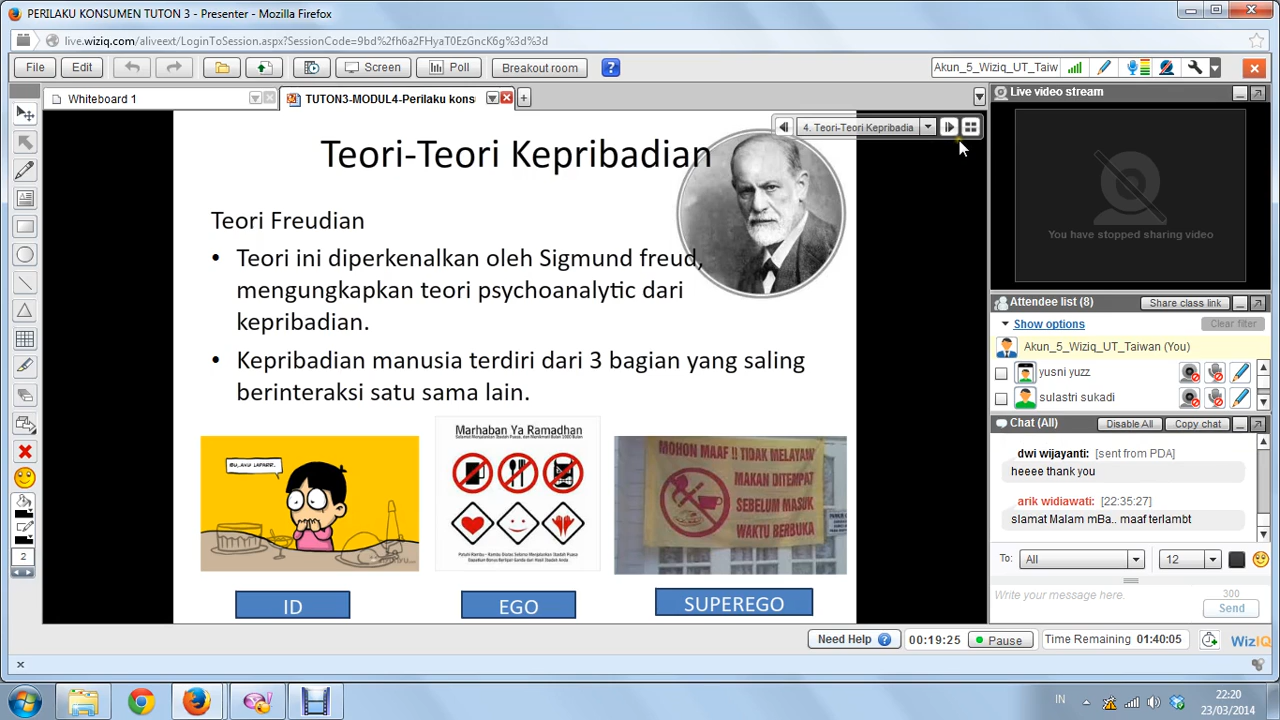 PERILAKU KONSUMEN TUTON 3 - Presenter - Mozilla Firefox
live.wiziq.com/aliveext/LoginToSession.aspx?SessionCode=9bd%2fh6a2FHyaT0EzGncK6g%3d%3d
File Edit Screen Poll Breakout room ? Akun_5_Wiziq_UT_Taiw
Whiteboard 1 TUTON3-MODUL4-Perilaku kons
4. Teori-Teori Kepribadia
Teori-Teori Kepribadian
Teori Freudian
• Teori ini diperkenalkan oleh Sigmund freud,
mengungkapkan teori psychoanalytic dari
kepribadian.
• Kepribadian manusia terdiri dari 3 bagian yang saling
berinteraksi satu sama lain.
Marhaban Ya Ramadhan
MOHON MAAF !! TIDAK MELAYAN
MAKAN DITEMPAT
SEBELUM MASUK
WAKTU BERBUKA
ID
EGO
SUPEREGO
2
Live video stream
You have stopped sharing video
Attendee list (8)
Share class link
Show options
Clear filter
Akun_5_Wiziq_UT_Taiwan (You)
yusni yuzz
sulastri sukadi
Chat (All)
Disable All
Copy chat
dwi wijayanti: [sent from PDA]
heeee thank you
arik widiawati: [22:35:27]
slamat Malam mBa.. maaf terlambt
To: All 12
Write your message here.
300
Send
Need Help ? 00:19:25 Pause Time Remaining 01:40:05 WizIQ
IN
22:20
23/03/2014